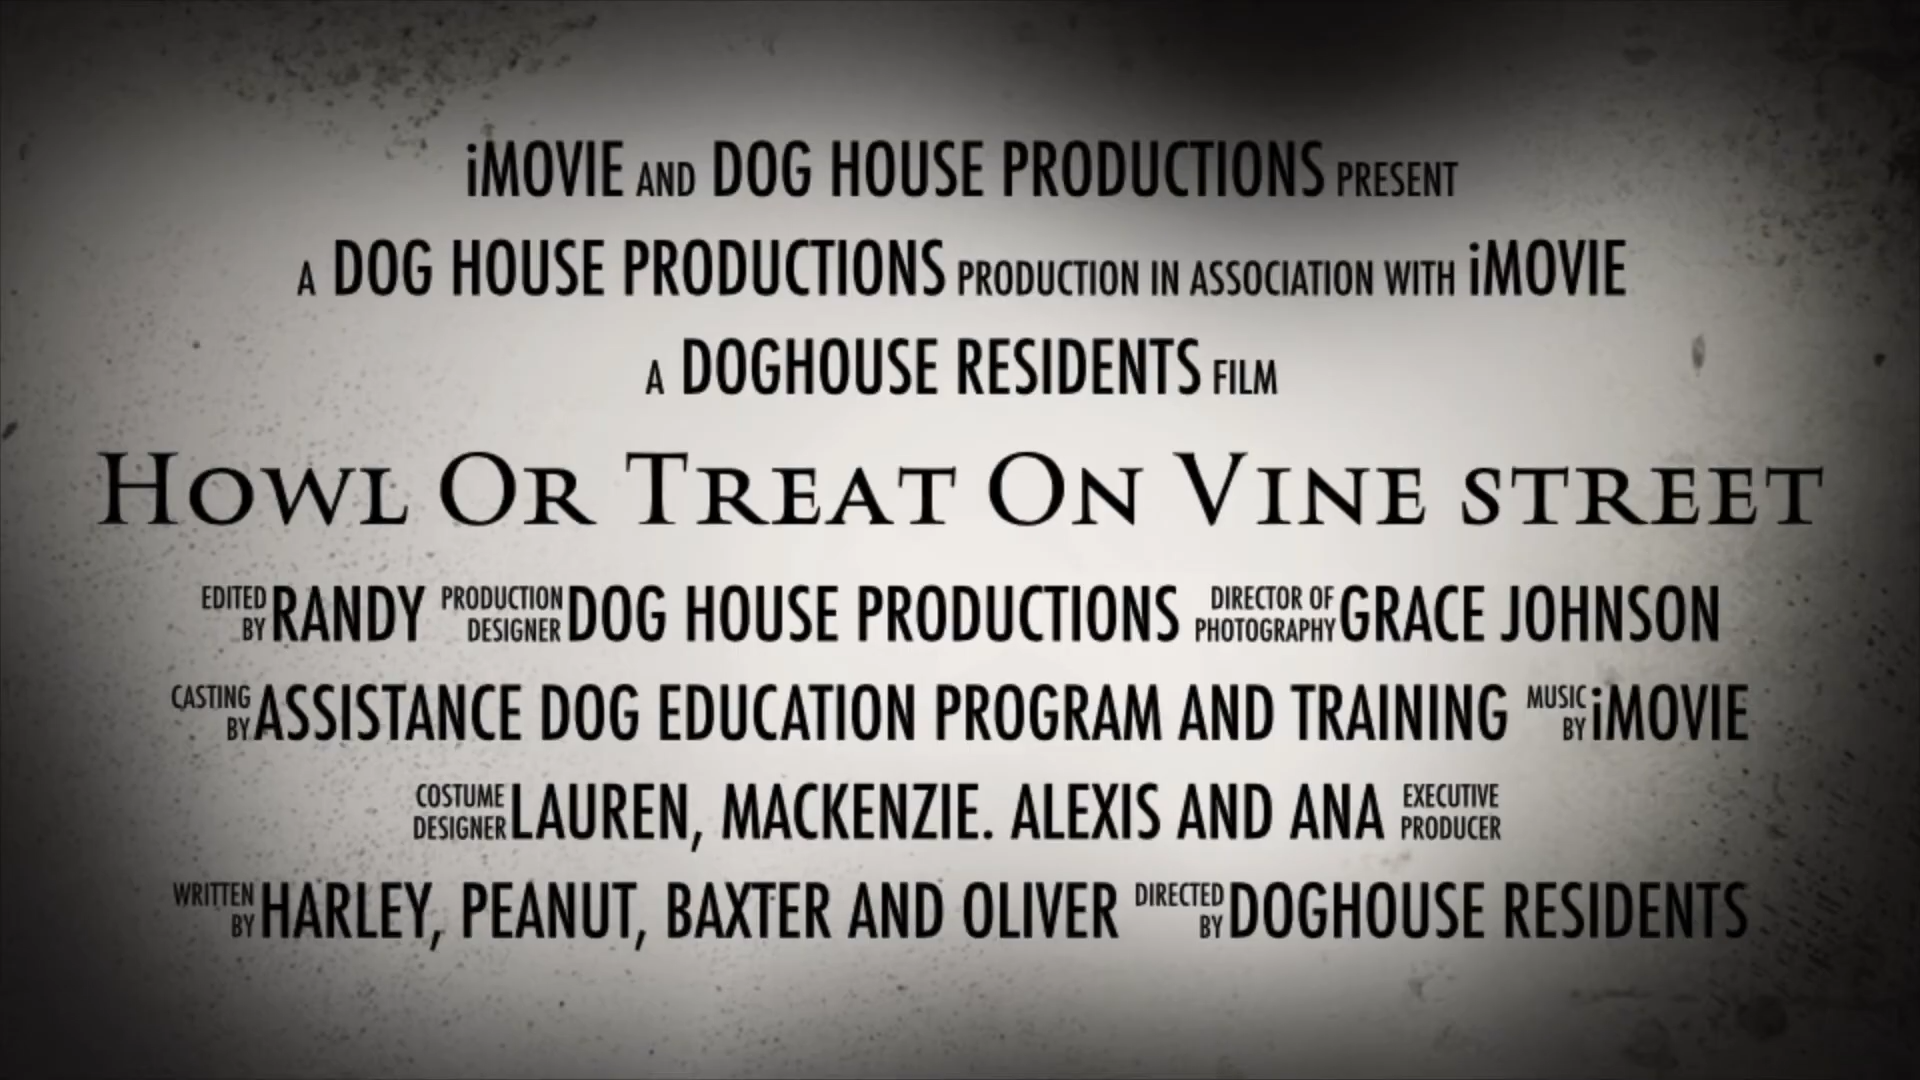 iMOVIE AND DOG HOUSE PRODUCTIONS PRESENT
A DOG HOUSE PRODUCTIONS PRODUCTION IN ASSOCIATION WITH iMOVIE
A DOGHOUSE RESIDENTS FILM
HOWL OR TREAT ON VINE STREET
EDITED BY RANDY PRODUCTION DESIGNER DOG HOUSE PRODUCTIONS DIRECTOR OF PHOTOGRAPHY GRACE JOHNSON
CASTING BY ASSISTANCE DOG EDUCATION PROGRAM AND TRAINING MUSIC BY iMOVIE
COSTUME DESIGNER LAUREN, MACKENZIE. ALEXIS AND ANA EXECUTIVE PRODUCER
WRITTEN BY HARLEY, PEANUT, BAXTER AND OLIVER DIRECTED BY DOGHOUSE RESIDENTS